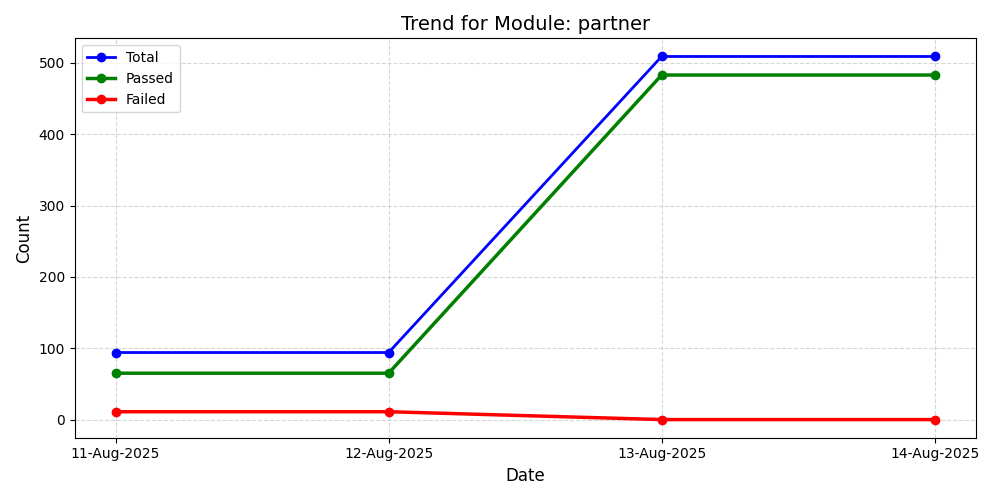 Trend for Module: partner
Total
Passed
Failed
500
400
300
200
100
0
Count
11-Aug-2025 12-Aug-2025 13-Aug-2025 14-Aug-2025
Date